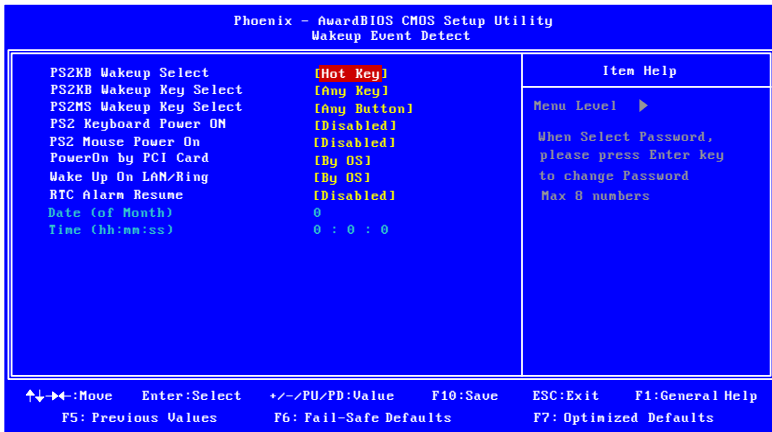 Phoenix - AwardBIOS CMOS Setup Utility
Wakeup Event Detect
PS2KB Wakeup Select [Hot Key]
PS2KB Wakeup Key Select [Any Key]
PS2MS Wakeup Key Select [Any Button]
PS2 Keyboard Power ON [Disabled]
PS2 Mouse Power On [Disabled]
PowerOn by PCI Card [By OS]
Wake Up On LAN/Ring [By OS]
RTC Alarm Resume [Disabled]
Date (of Month) 0
Time (hh:mm:ss) 0 : 0 : 0
Item Help
Menu Level
When Select Password,
please press Enter key
to change Password
Max 8 numbers
↑↓→←:Move Enter:Select +/-/PU/PD:Value F10:Save ESC:Exit F1:General Help
F5: Previous Values F6: Fail-Safe Defaults F7: Optimized Defaults